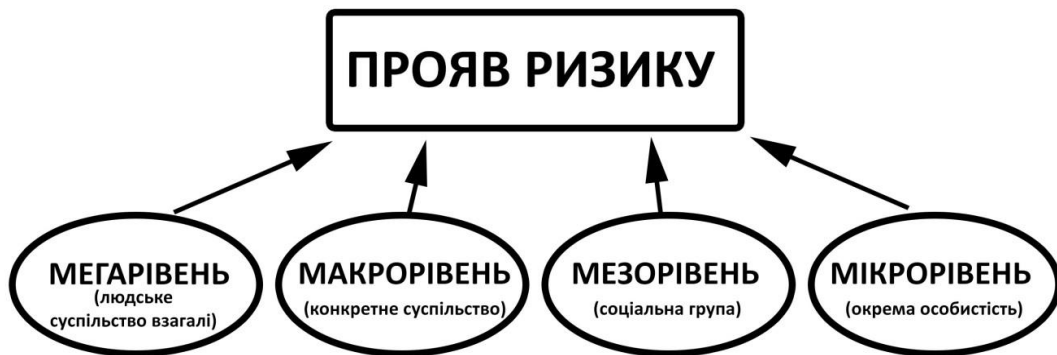 ПРОЯВ РИЗИКУ
МЕГАРІВЕНЬ
(людське
суспільство взагалі)
МАКРОРІВЕНЬ
(конкретне суспільство)
МЕЗОРІВЕНЬ
(соціальна група)
МІКРОРІВЕНЬ
(окрема особистість)